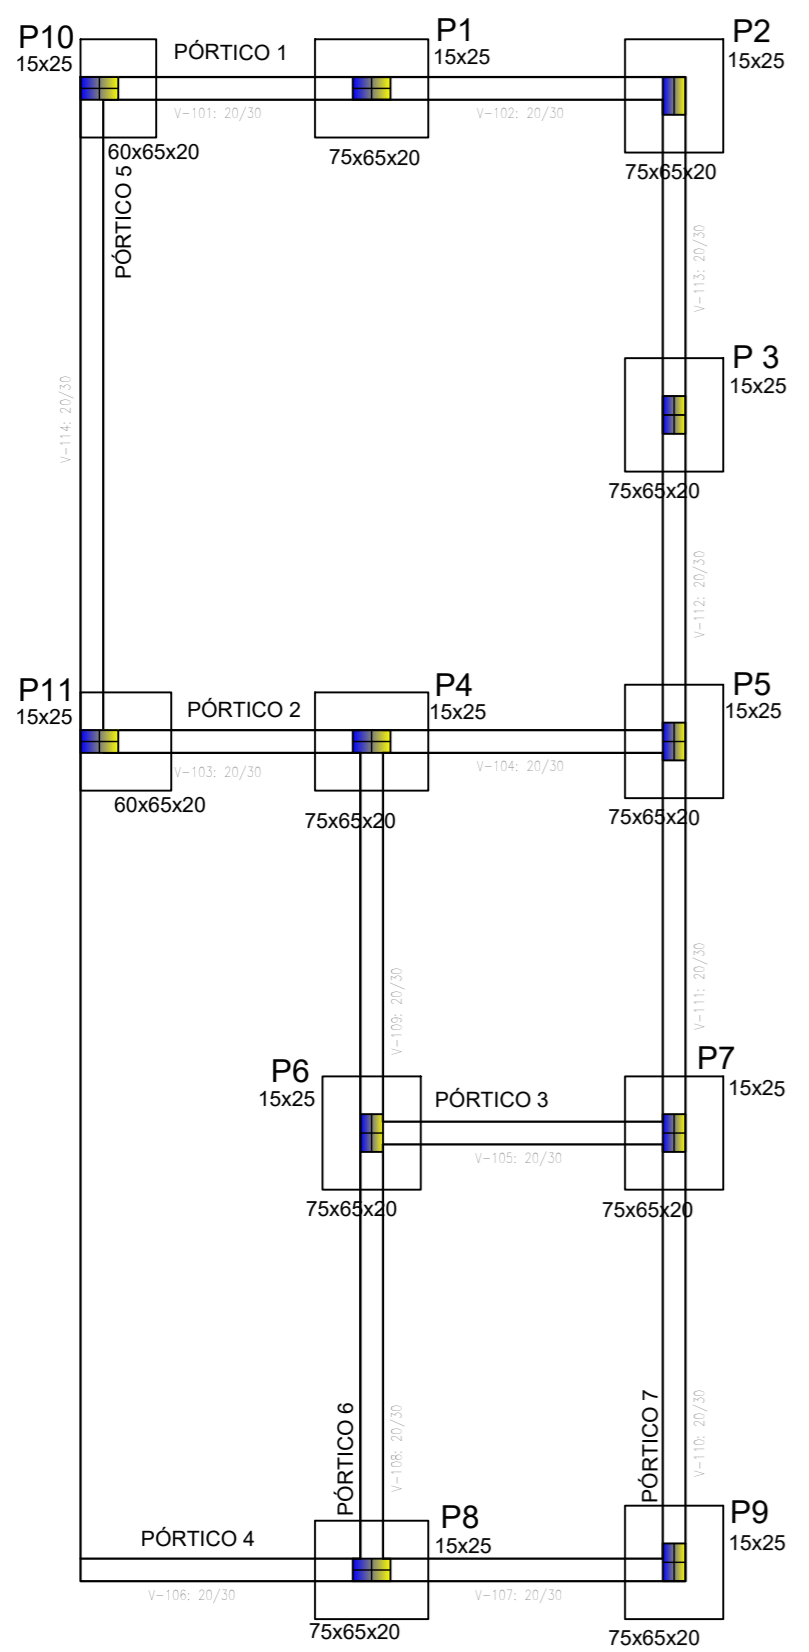 P10
15x25
PÓRTICO 1
P1
15x25
P2
15x25
V-101: 20/30
V-102: 20/30
60x65x20
75x65x20
75x65x20
PÓRTICO 5
V-113: 20/30
P 3
15x25
V-114: 20/30
75x65x20
V-112: 20/30
P11
15x25
PÓRTICO 2
P4
15x25
P5
15x25
V-103: 20/30
V-104: 20/30
60x65x20
75x65x20
75x65x20
V-109: 20/30
V-111: 20/30
P6
15x25
PÓRTICO 3
P7
15x25
V-105: 20/30
75x65x20
75x65x20
PÓRTICO 6
V-108: 20/30
PÓRTICO 7
V-110: 20/30
PÓRTICO 4
P8
15x25
P9
15x25
V-106: 20/30
V-107: 20/30
75x65x20
75x65x20